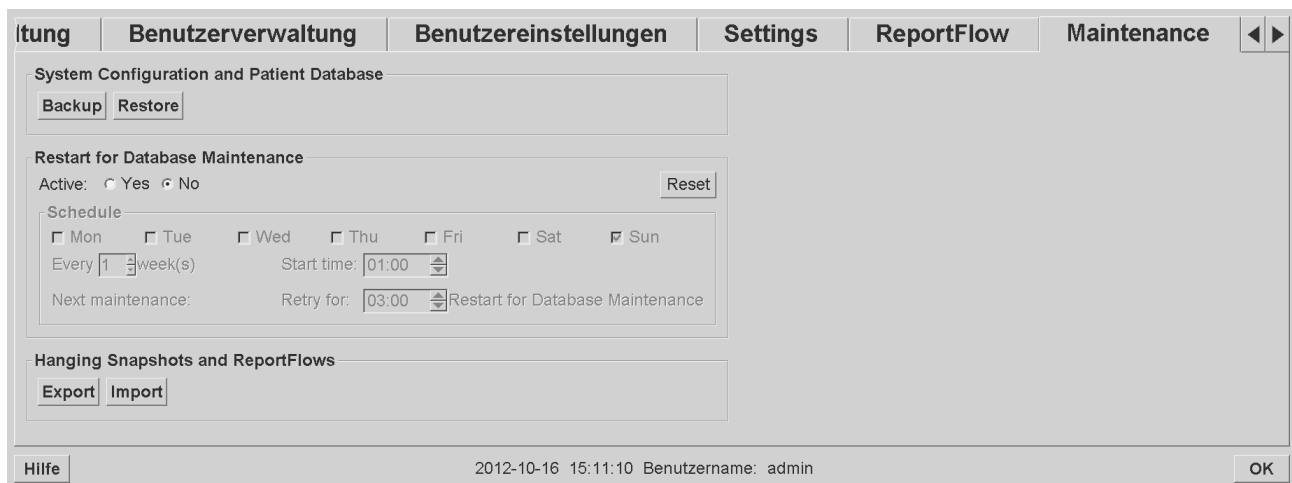 ltung Benutzerverwaltung Benutzereinstellungen Settings ReportFlow Maintenance
System Configuration and Patient Database
Backup Restore
Restart for Database Maintenance
Active: Yes No Reset
Schedule
Mon Tue Wed Thu Fri Sat Sun
Every 1 week(s) Start time: 01:00
Next maintenance: Retry for: 03:00 Restart for Database Maintenance
Hanging Snapshots and ReportFlows
Export Import
Hilfe 2012-10-16 15:11:10 Benutzername: admin OK